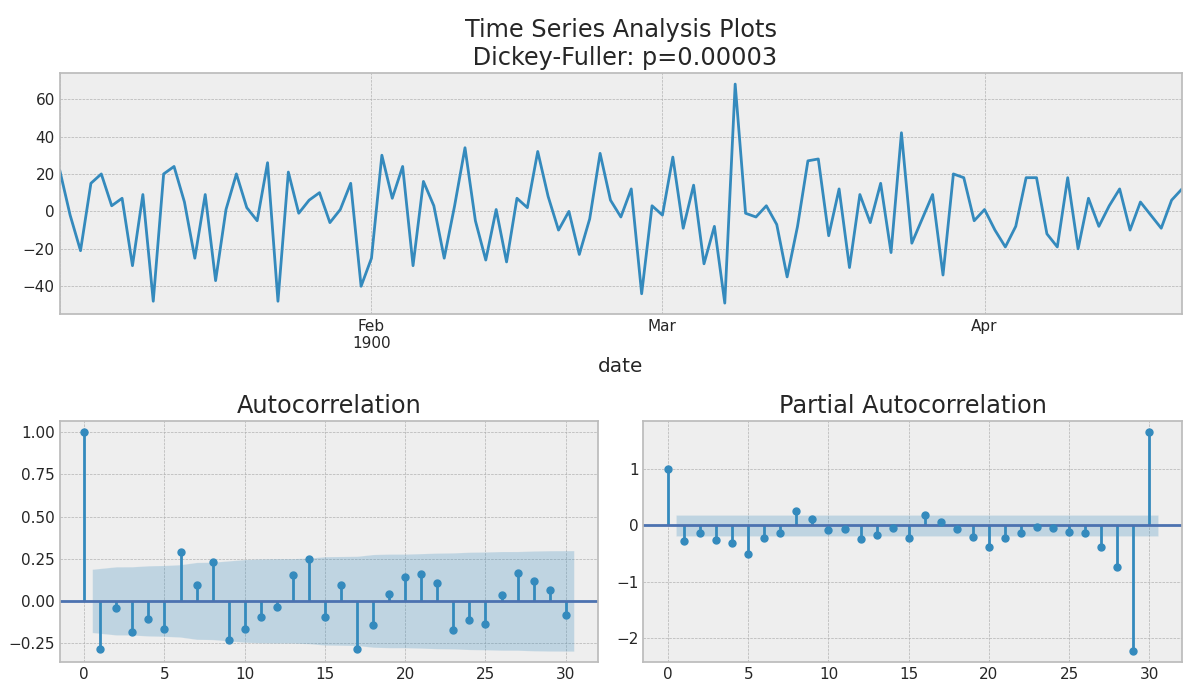 Time Series Analysis Plots
Dickey-Fuller: p=0.00003
60
40
20
0
−20
−40
Feb
1900
Mar
Apr
date
Autocorrelation
1.00
0.75
0.50
0.25
0.00
−0.25
0 5 10 15 20 25 30
Partial Autocorrelation
1
0
−1
−2
0 5 10 15 20 25 30